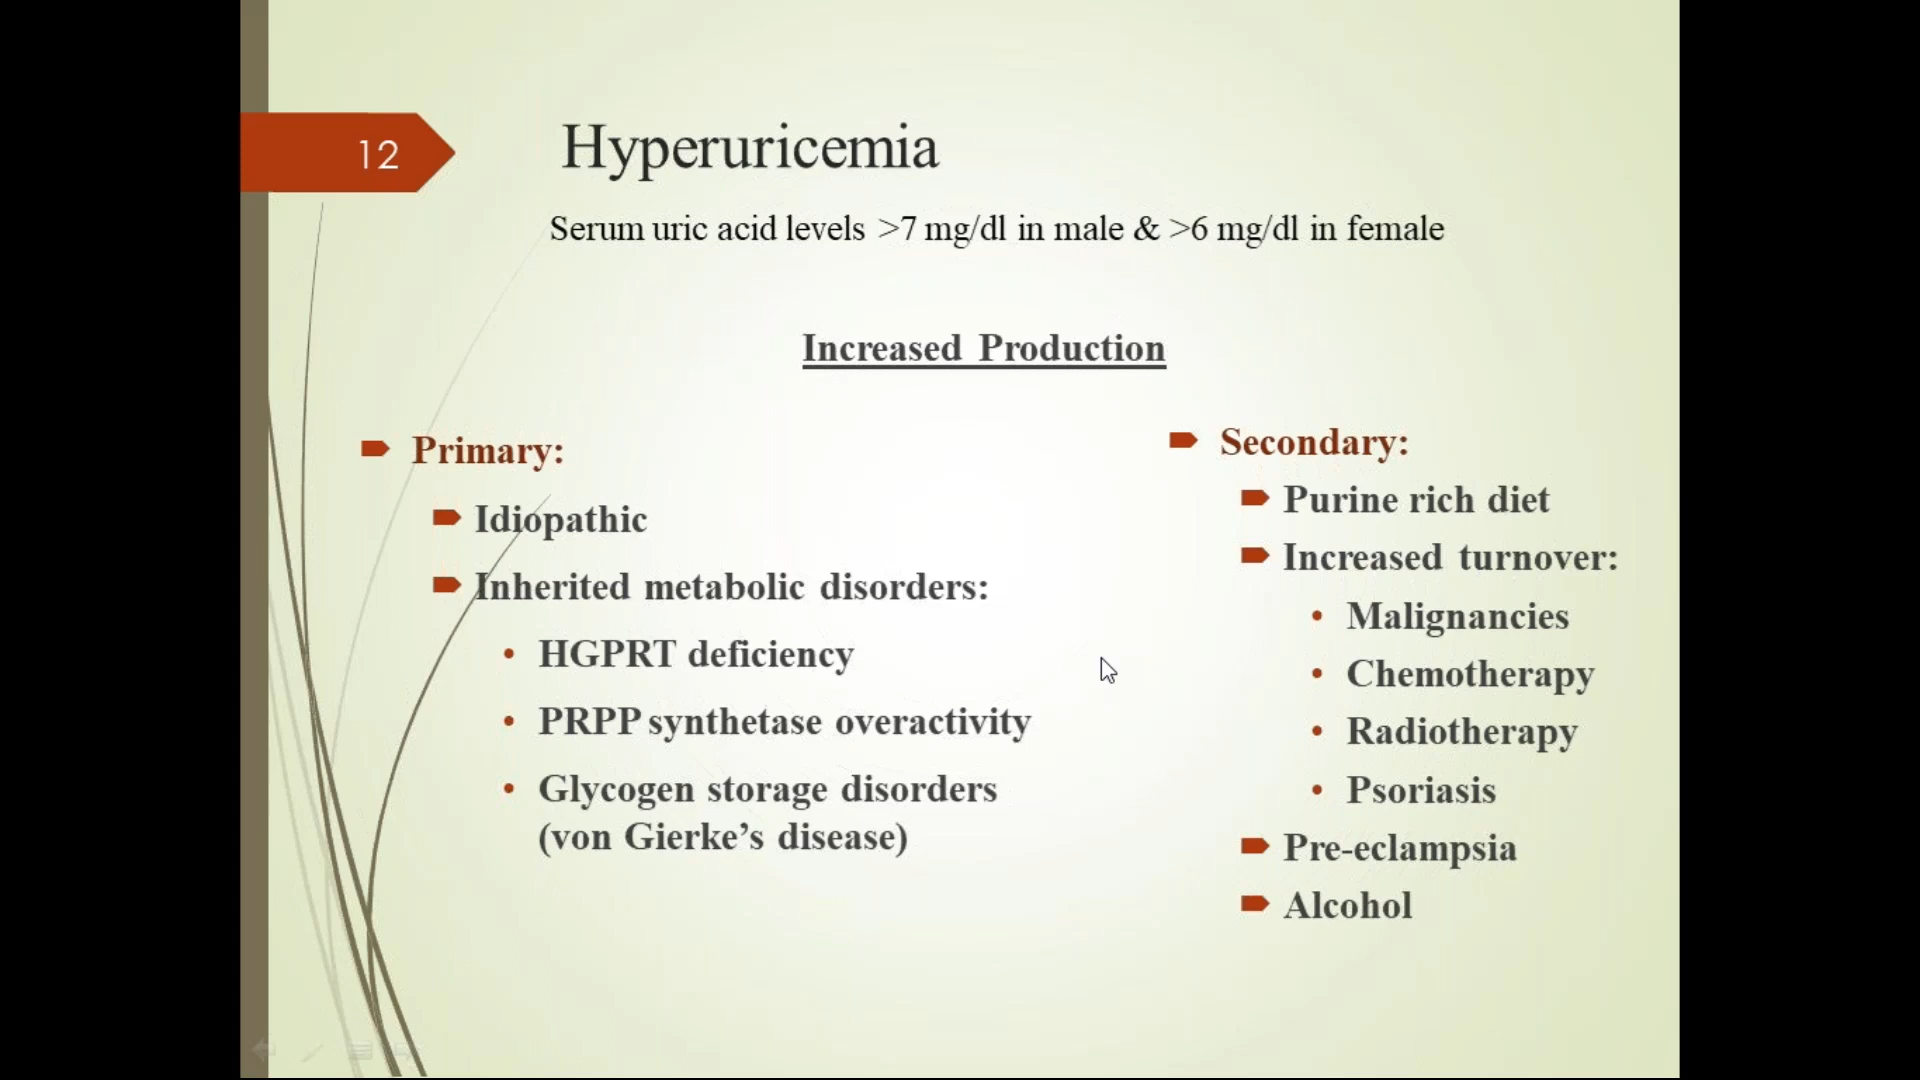 12
Hyperuricemia
Serum uric acid levels >7 mg/dl in male & >6 mg/dl in female
Increased Production
Primary:
Idiopathic
Inherited metabolic disorders:
HGPRT deficiency
PRPP synthetase overactivity
Glycogen storage disorders
(von Gierke’s disease)
Secondary:
Purine rich diet
Increased turnover:
Malignancies
Chemotherapy
Radiotherapy
Psoriasis
Pre-eclampsia
Alcohol